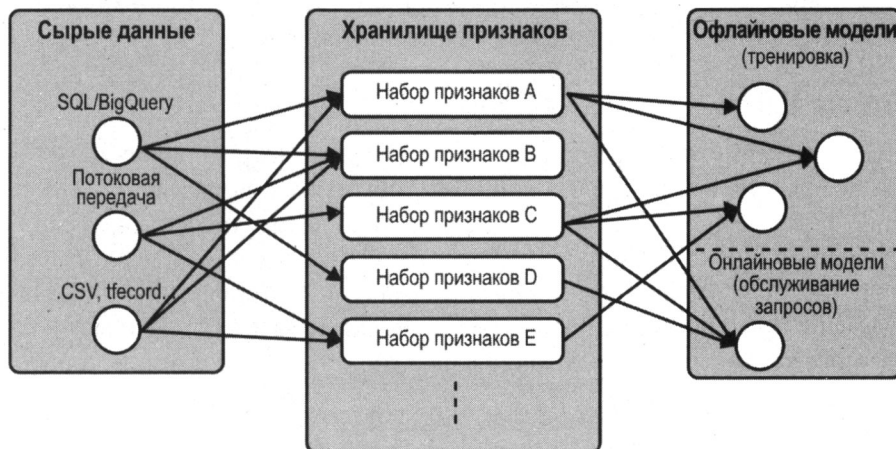 Сырые данные
SQL/BigQuery
Потоковая
передача
.CSV, tfecord...
Хранилище признаков
Набор признаков A
Набор признаков B
Набор признаков C
Набор признаков D
Набор признаков E
Офлайновые модели
(тренировка)
Онлайновые модели
(обслуживание
запросов)